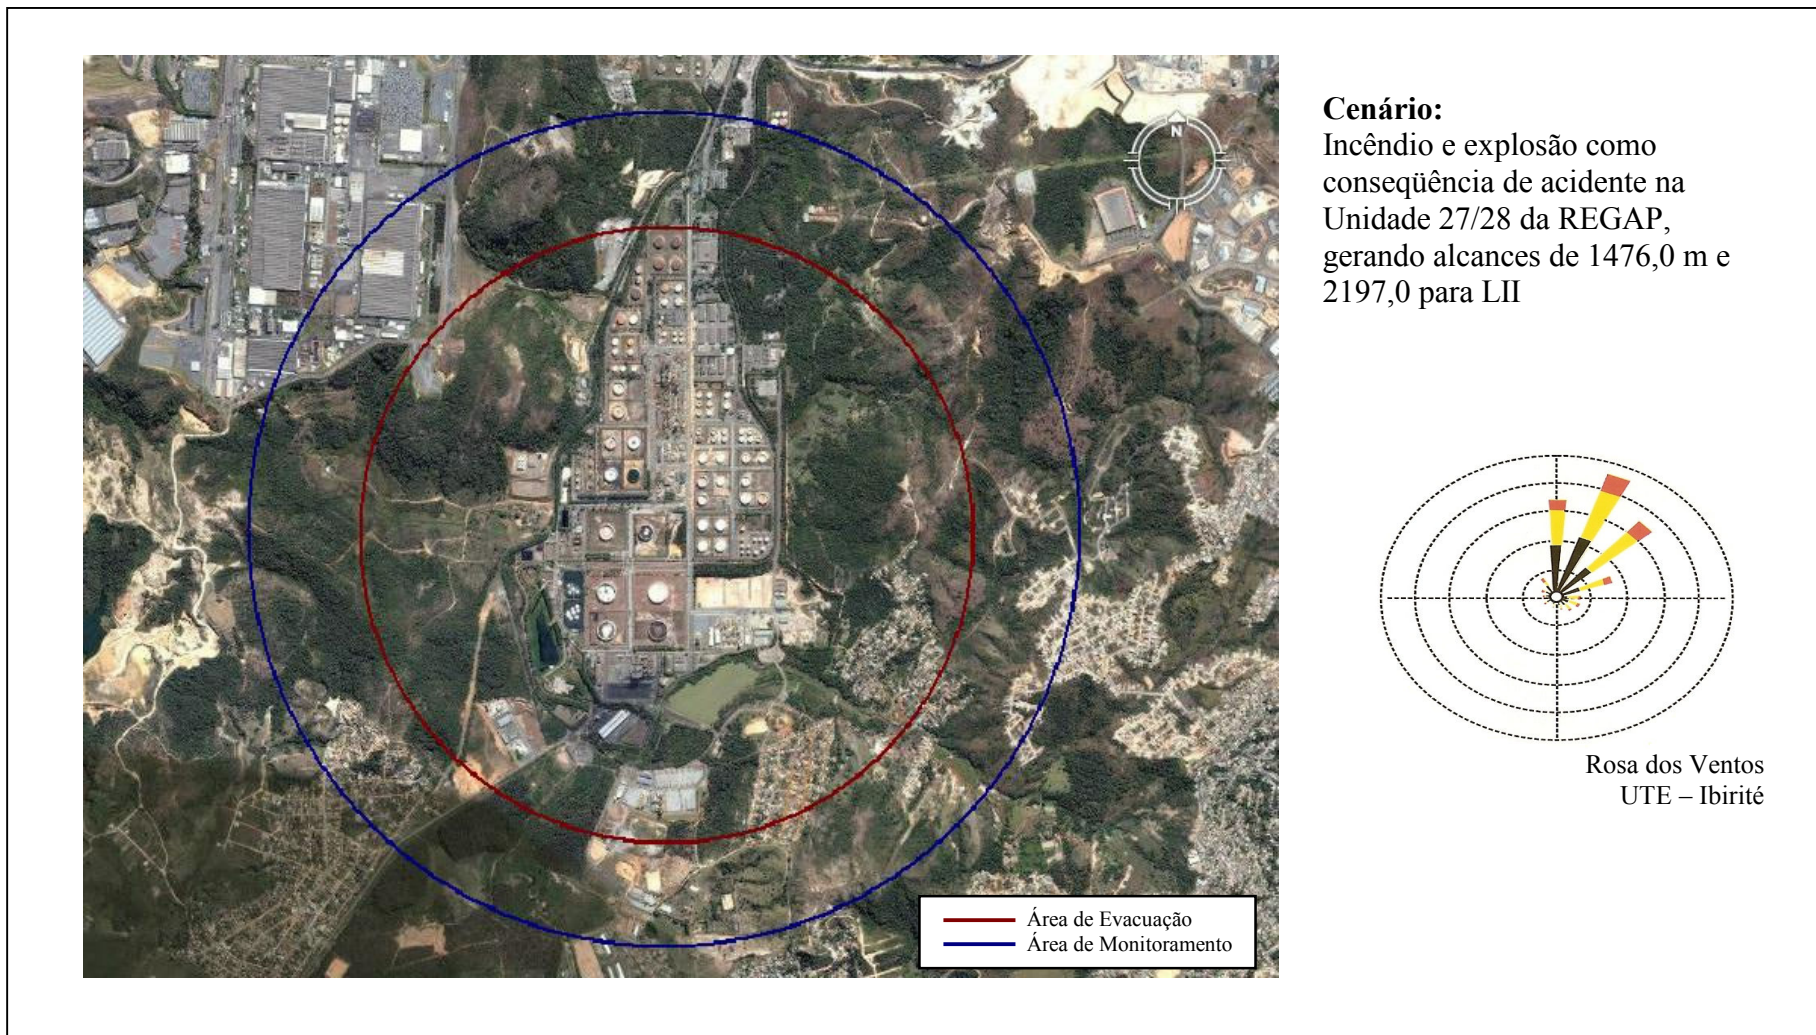 N
Cenário:
Incêndio e explosão como
conseqüência de acidente na
Unidade 27/28 da REGAP,
gerando alcances de 1476,0 m e
2197,0 para LII
Rosa dos Ventos
UTE – Ibirité
Área de Evacuação
Área de Monitoramento